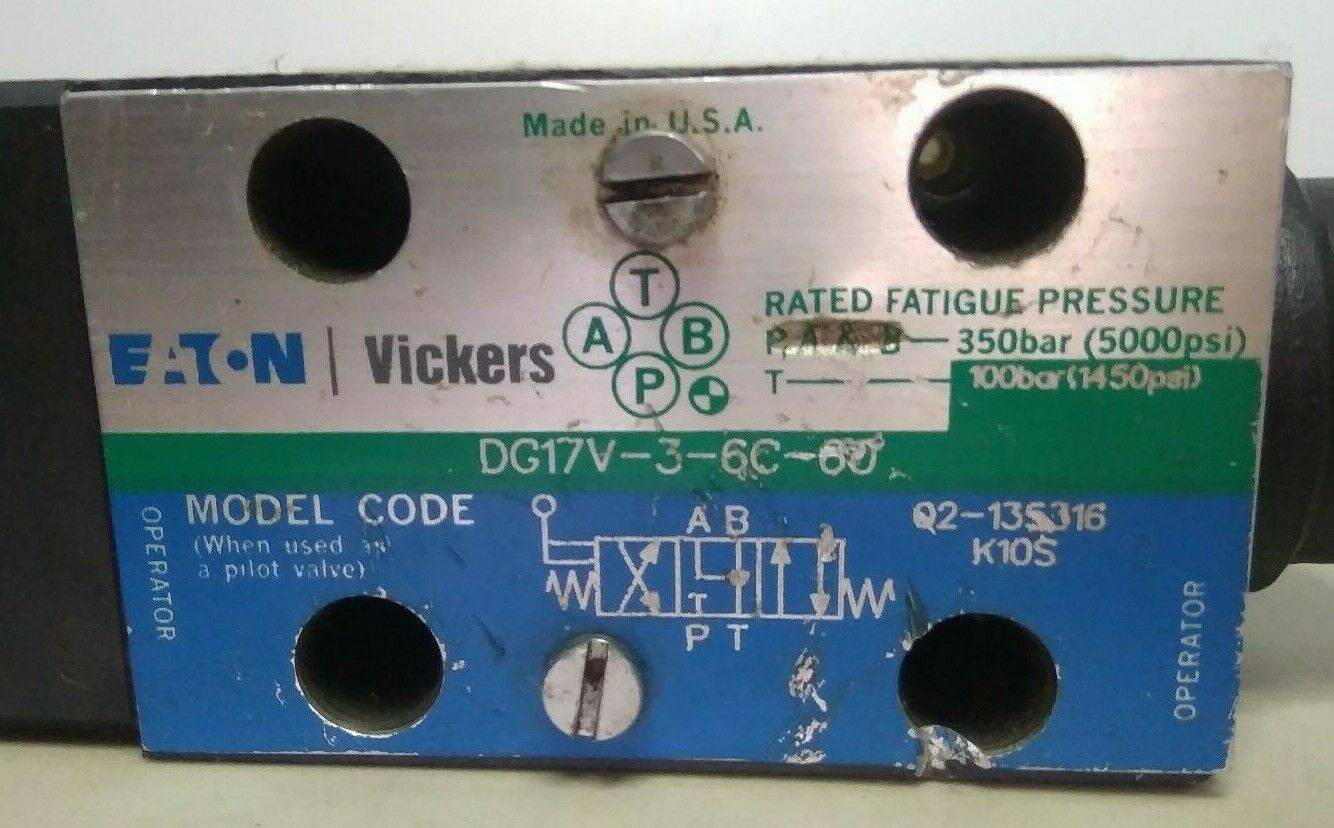 Made in U.S.A.
T
A B
P
EATON | Vickers
RATED FATIGUE PRESSURE
P, A & B — 350bar (5000psi)
T — 100bar (1450psi)
DG17V-3-6C-60
MODEL CODE
(When used as
a pilot valve)
OPERATOR
A B
T
P T
Q2-135316
K10S
OPERATOR